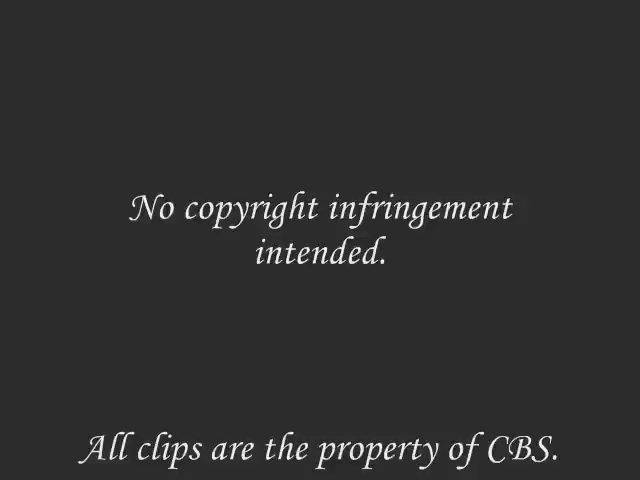 No copyright infringement
intended.
All clips are the property of CBS.